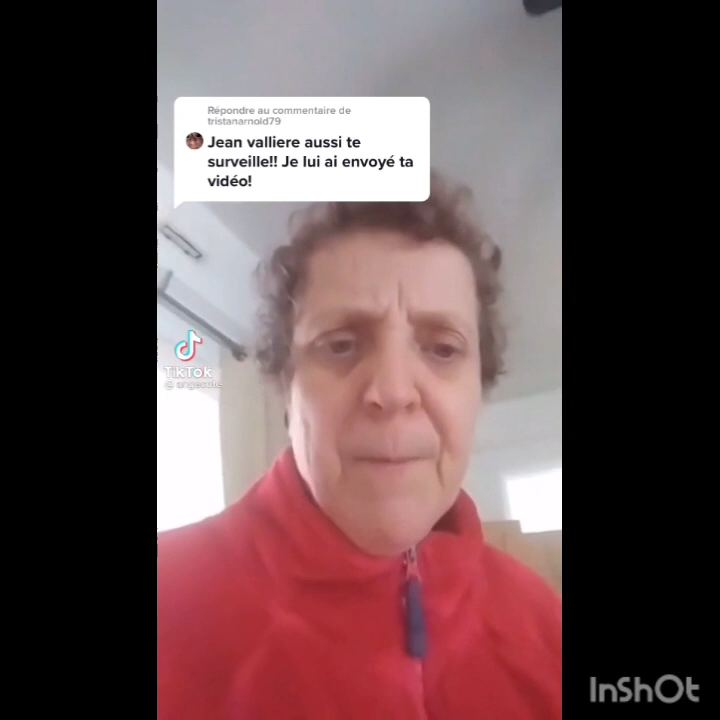 Répondre au commentaire de
tristanarnold79
Jean valliere aussi te
surveille!! Je lui ai envoyé ta
vidéo!
TikTok
InShOt